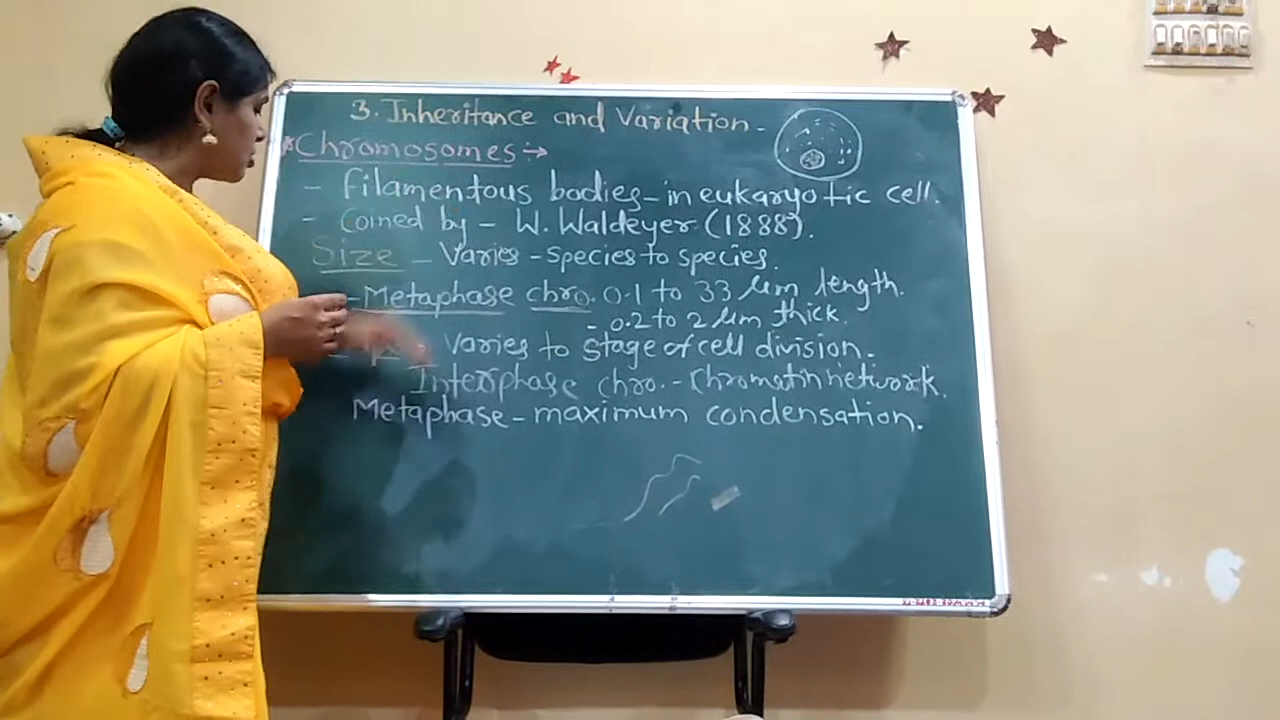 3. Inheritance and Variation -
* Chromosomes :→
- filamentous bodies - in eukaryotic cell.
- Coined by - W. Waldeyer (1888).
Size - Varies - species to species.
- Metaphase chro. 0.1 to 33 μm length.
- 0.2 to 2 μm thick.
Varies to stage of cell division.
Interphase chro. - Chromatin network.
Metaphase - maximum condensation.